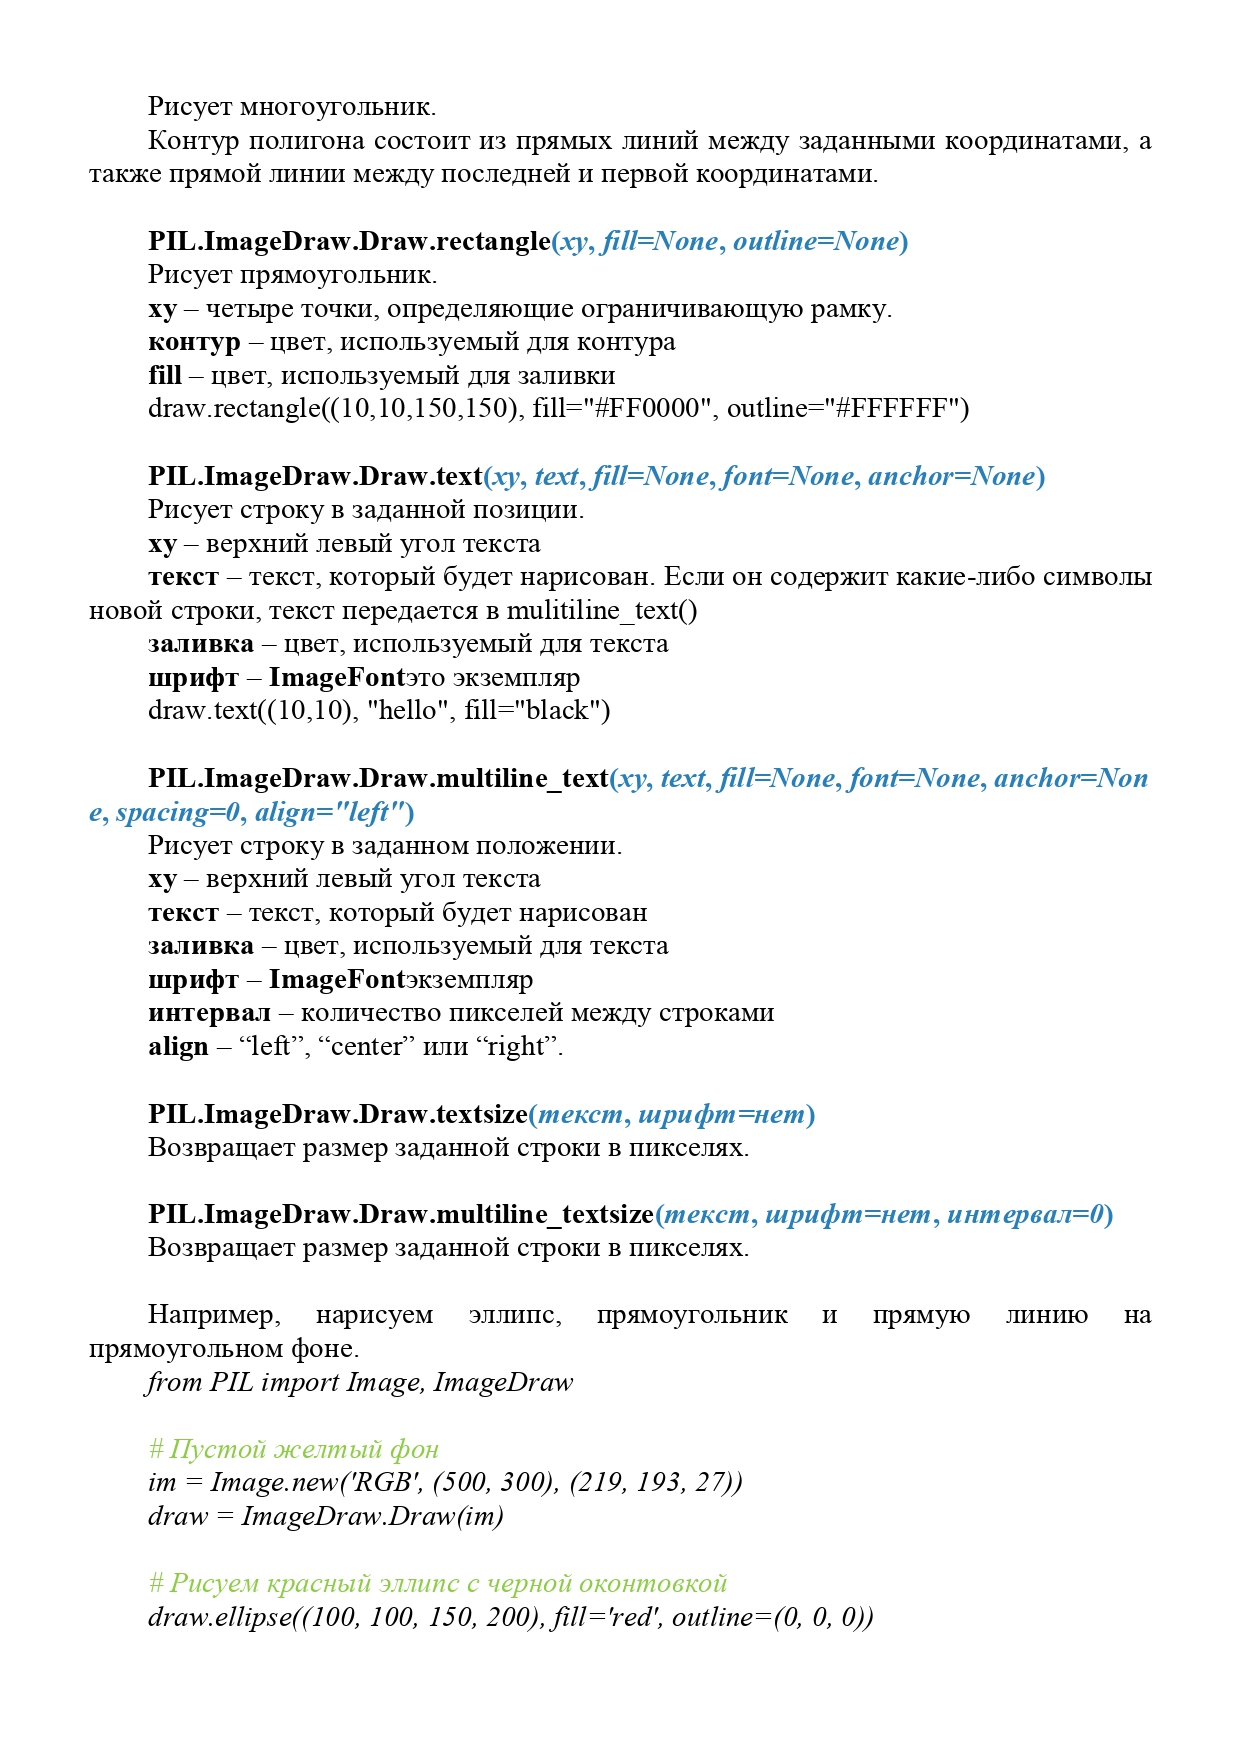 Рисует многоугольник.
Контур полигона состоит из прямых линий между заданными координатами, а
также прямой линии между последней и первой координатами.
PIL.ImageDraw.Draw.rectangle(xy, fill=None, outline=None)
Рисует прямоугольник.
xy – четыре точки, определяющие ограничивающую рамку.
контур – цвет, используемый для контура
fill – цвет, используемый для заливки
draw.rectangle((10,10,150,150), fill="#FF0000", outline="#FFFFFF")
PIL.ImageDraw.Draw.text(xy, text, fill=None, font=None, anchor=None)
Рисует строку в заданной позиции.
xy – верхний левый угол текста
текст – текст, который будет нарисован. Если он содержит какие-либо символы
новой строки, текст передается в mulitiline_text()
заливка – цвет, используемый для текста
шрифт – ImageFontэто экземпляр
draw.text((10,10), "hello", fill="black")
PIL.ImageDraw.Draw.multiline_text(xy, text, fill=None, font=None, anchor=Non
e, spacing=0, align="left")
Рисует строку в заданном положении.
xy – верхний левый угол текста
текст – текст, который будет нарисован
заливка – цвет, используемый для текста
шрифт – ImageFontэкземпляр
интервал – количество пикселей между строками
align – “left”, “center” или “right”.
PIL.ImageDraw.Draw.textsize(текст, шрифт=нет)
Возвращает размер заданной строки в пикселях.
PIL.ImageDraw.Draw.multiline_textsize(текст, шрифт=нет, интервал=0)
Возвращает размер заданной строки в пикселях.
Например, нарисуем эллипс, прямоугольник и прямую линию на
прямоугольном фоне.
from PIL import Image, ImageDraw
# Пустой желтый фон
im = Image.new('RGB', (500, 300), (219, 193, 27))
draw = ImageDraw.Draw(im)
# Рисуем красный эллипс с черной оконтовкой
draw.ellipse((100, 100, 150, 200), fill='red', outline=(0, 0, 0))